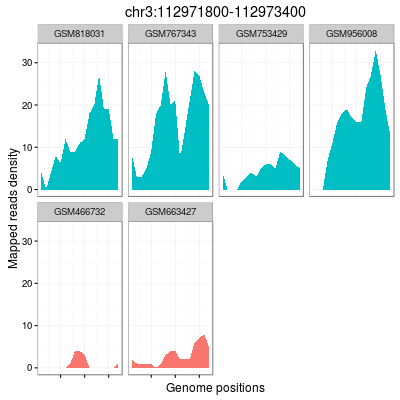 chr3:112971800-112973400
GSM818031 GSM767343 GSM753429 GSM956008
30
20
10
0
GSM466732 GSM663427
30
20
10
0
Mapped reads density
Genome positions